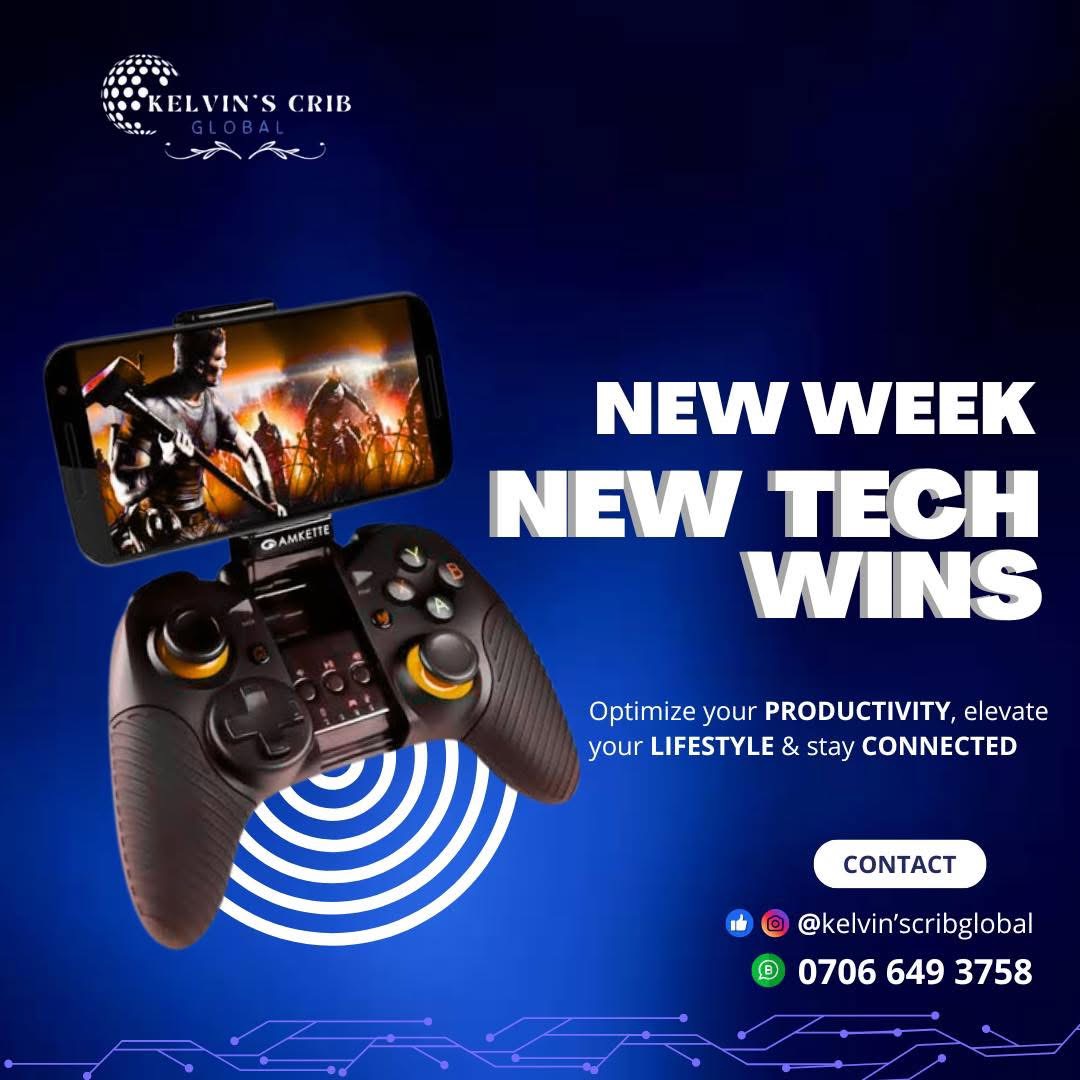 KELVIN'S CRIB
GLOBAL
AMKETTE
Y
B
X
A
NEW WEEK
NEW TECH
WINS
Optimize your PRODUCTIVITY, elevate
your LIFESTYLE & stay CONNECTED
CONTACT
@kelvin’scribglobal
0706 649 3758